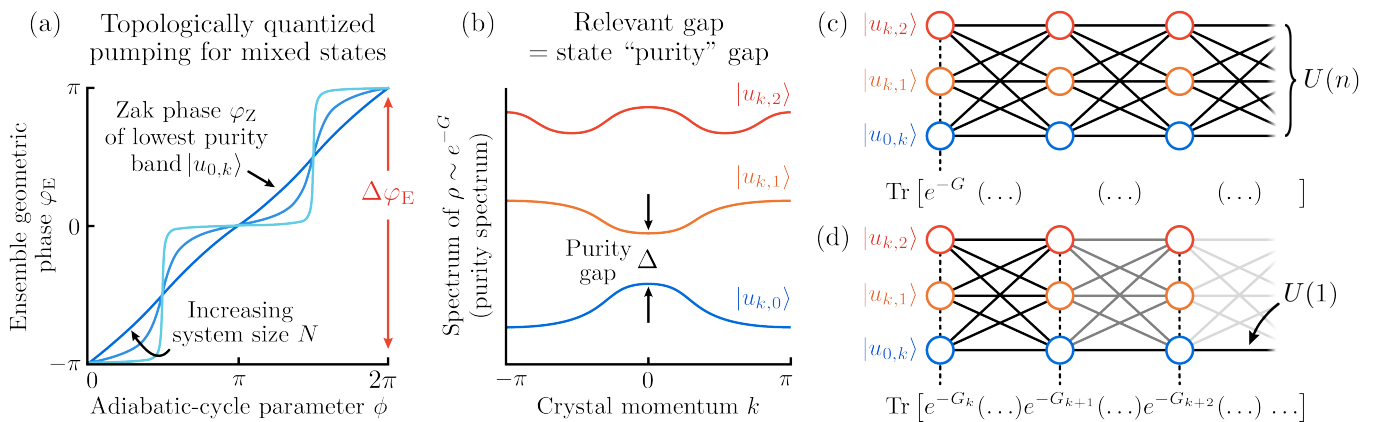 (a) Topologically quantized
pumping for mixed states
π
0
−π
Ensemble geometric
phase φ_E
Zak phase φ_Z
of lowest purity
band |u_{0,k}⟩
Δφ_E
Increasing
system size N
0 π 2π
Adiabatic-cycle parameter ϕ
(b) Relevant gap
= state “purity” gap
Spectrum of ρ ∼ e^{−G}
(purity spectrum)
|u_{k,2}⟩
|u_{k,1}⟩
Purity
gap Δ
|u_{k,0}⟩
−π 0 π
Crystal momentum k
(c) |u_{k,2}⟩
|u_{k,1}⟩
|u_{0,k}⟩
U(n)
Tr [e^{−G} (...) (...) (...) ]
(d) |u_{k,2}⟩
|u_{k,1}⟩
|u_{0,k}⟩
U(1)
Tr [e^{−G_k}(...)e^{−G_{k+1}}(...)e^{−G_{k+2}}(...) ...]